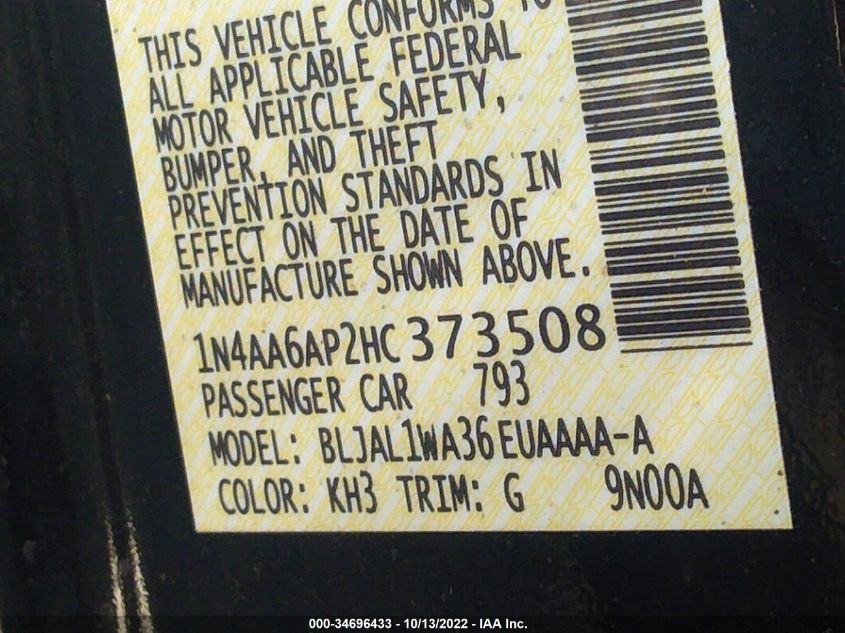 THIS VEHICLE CONFORMS TO
ALL APPLICABLE FEDERAL
MOTOR VEHICLE SAFETY,
BUMPER, AND THEFT
PREVENTION STANDARDS IN
EFFECT ON THE DATE OF
MANUFACTURE SHOWN ABOVE.
1N4AA6AP2HC373508
PASSENGER CAR 793
MODEL: BLJAL1WA36EUAAAA-A
COLOR: KH3 TRIM: G 9N00A
000-34696433 - 10/13/2022 - IAA Inc.